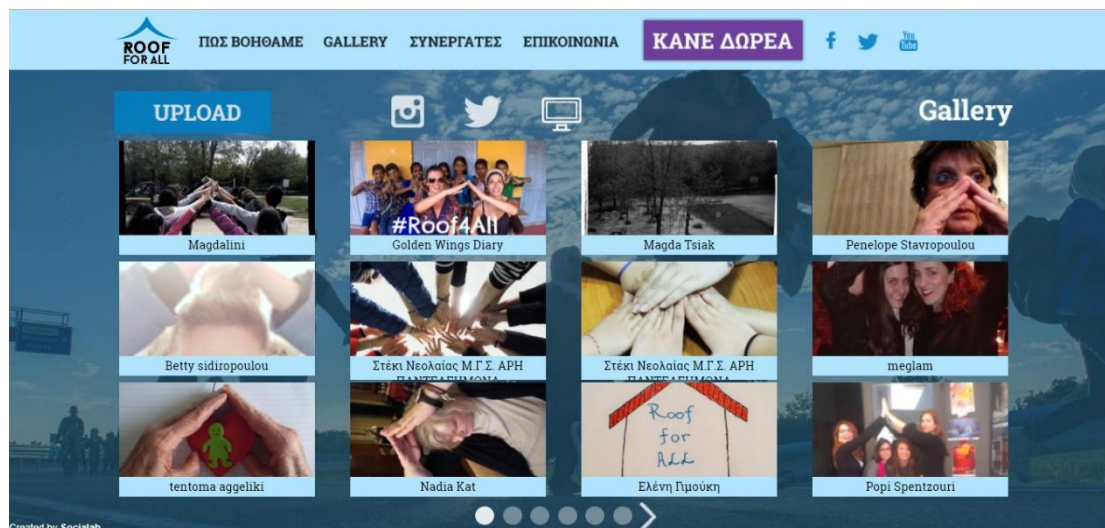 ROOF
FOR ALL
ΠΩΣ ΒΟΗΘΑΜΕ GALLERY ΣΥΝΕΡΓΑΤΕΣ ΕΠΙΚΟΙΝΩΝΙΑ ΚΑΝΕ ΔΩΡΕΑ f You Tube
UPLOAD Gallery
#Roof4All
Magdalini Golden Wings Diary Magda Tsiak Penelope Stavropoulou
Betty sidiropoulou Στέκι Νεολαίας Μ.Γ.Σ. ΑΡΗ Στέκι Νεολαίας Μ.Γ.Σ. ΑΡΗ meglam
Roof
for
ALL
tentoma aggeliki Nadia Kat Ελένη Γιμούκη Popi Spentzouri
Created by Socialab